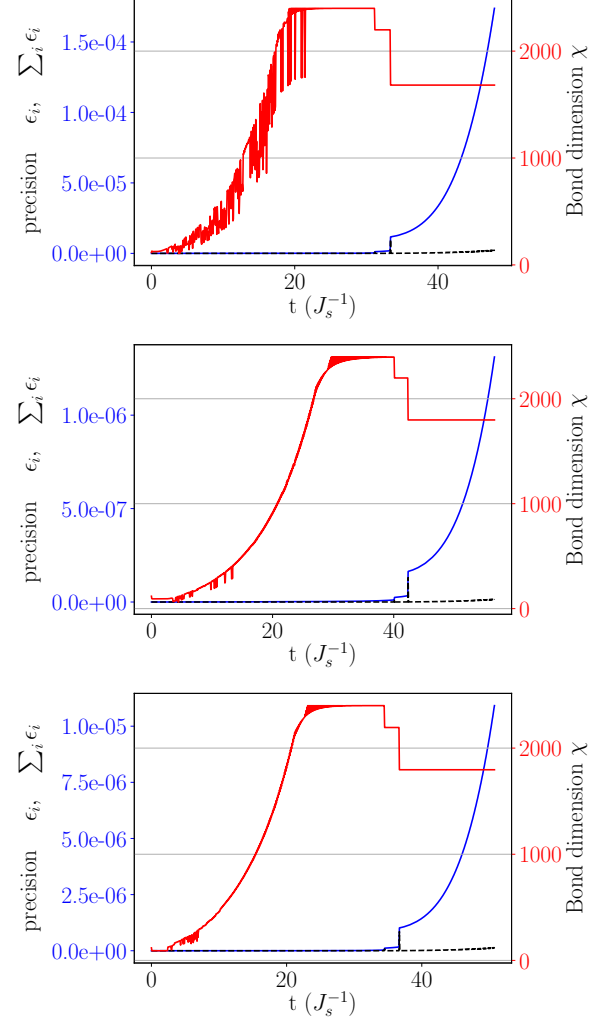 precision ϵ_i, ∑_i ϵ_i
1.5e-04
1.0e-04
5.0e-05
0.0e+00
2000
1000
0
Bond dimension χ
0 20 40
t (J_s^{-1})
precision ϵ_i, ∑_i ϵ_i
1.0e-06
5.0e-07
0.0e+00
2000
1000
0
Bond dimension χ
0 20 40
t (J_s^{-1})
precision ϵ_i, ∑_i ϵ_i
1.0e-05
7.5e-06
5.0e-06
2.5e-06
0.0e+00
2000
1000
0
Bond dimension χ
0 20 40
t (J_s^{-1})